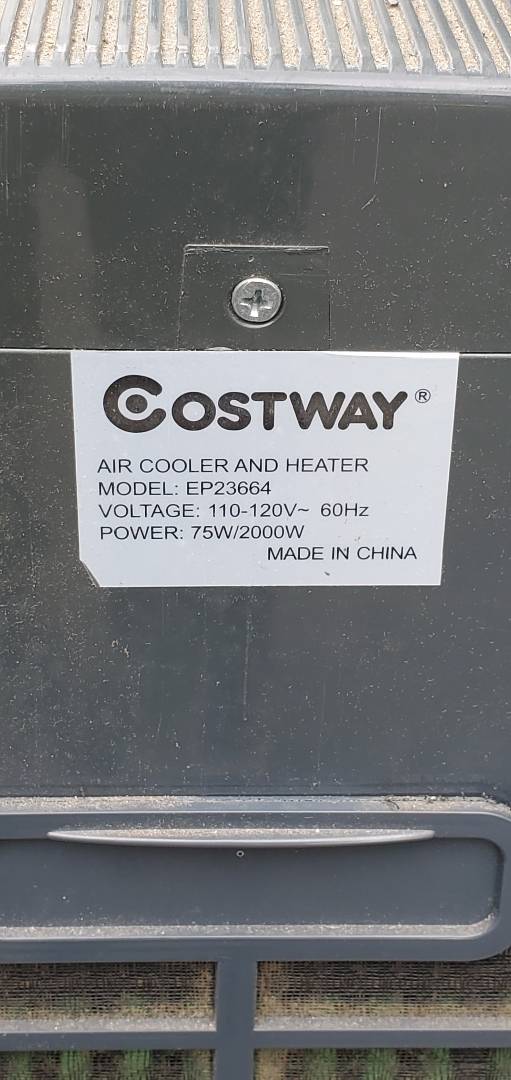 COSTWAY®
AIR COOLER AND HEATER
MODEL: EP23664
VOLTAGE: 110-120V~ 60Hz
POWER: 75W/2000W
MADE IN CHINA